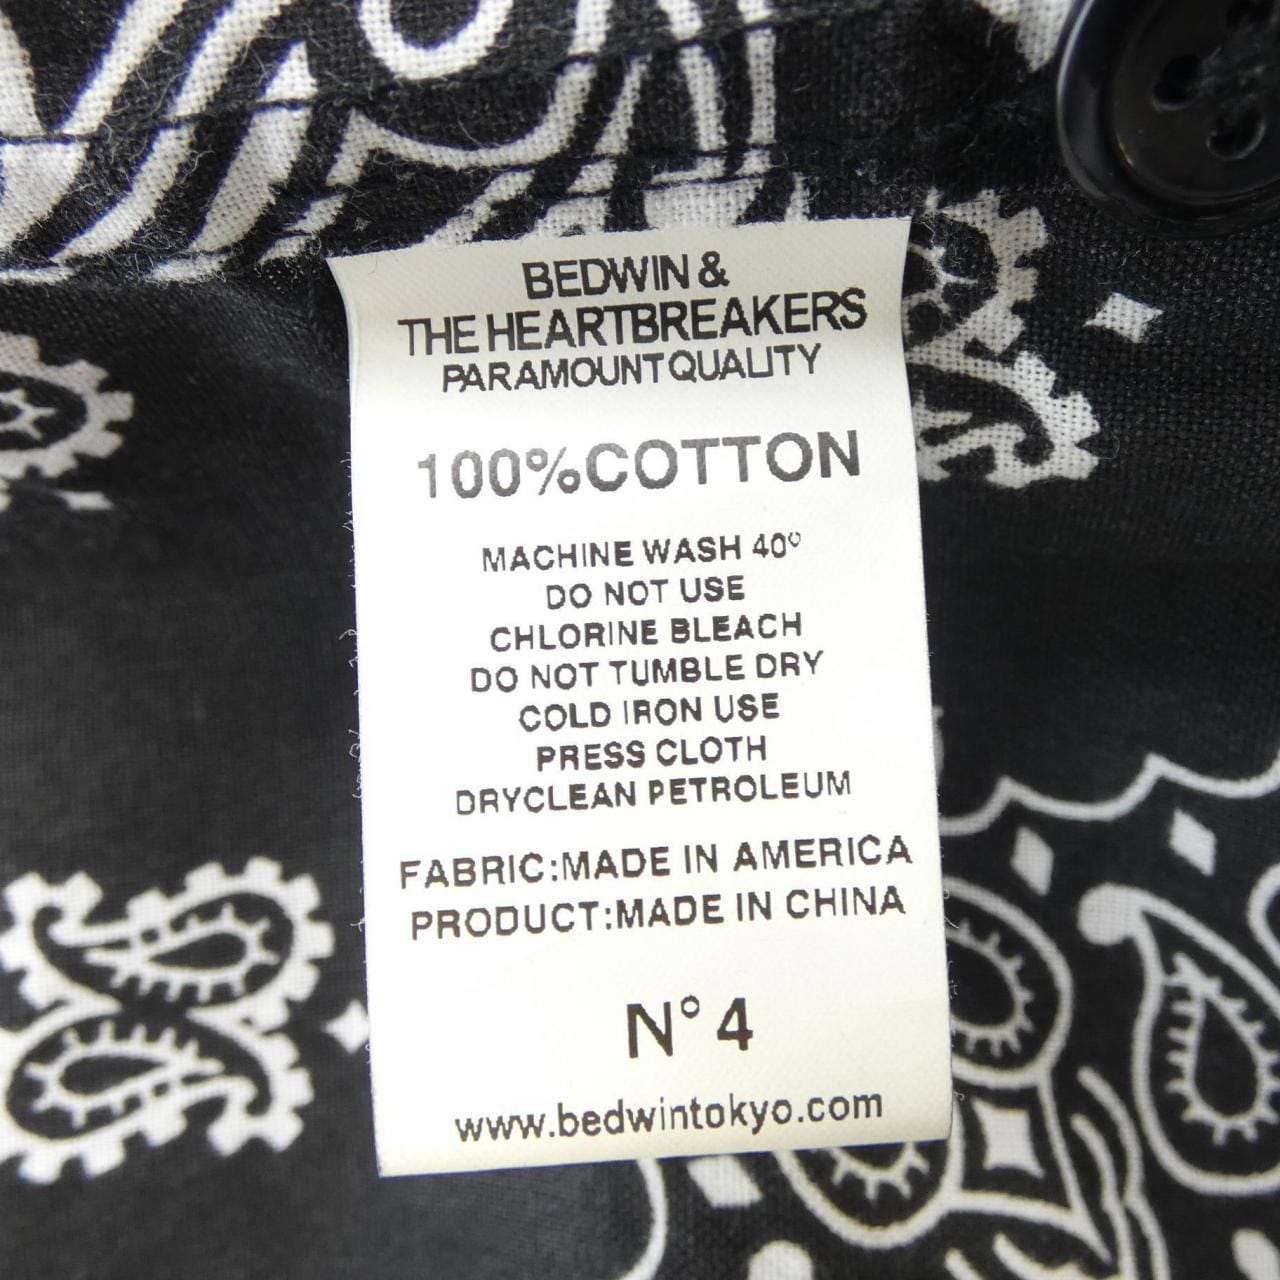 BEDWIN &
THE HEARTBREAKERS
PARAMOUNT QUALITY
100%COTTON
MACHINE WASH 40°
DO NOT USE
CHLORINE BLEACH
DO NOT TUMBLE DRY
COLD IRON USE
PRESS CLOTH
DRYCLEAN PETROLEUM
FABRIC:MADE IN AMERICA
PRODUCT:MADE IN CHINA
N° 4
www.bedwintokyo.com